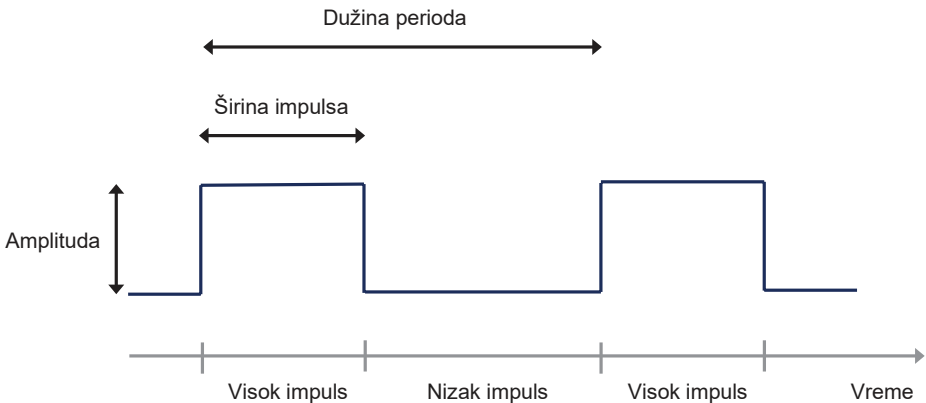 Dužina perioda
Širina impulsa
Amplituda
Visok impuls
Nizak impuls
Visok impuls
Vreme